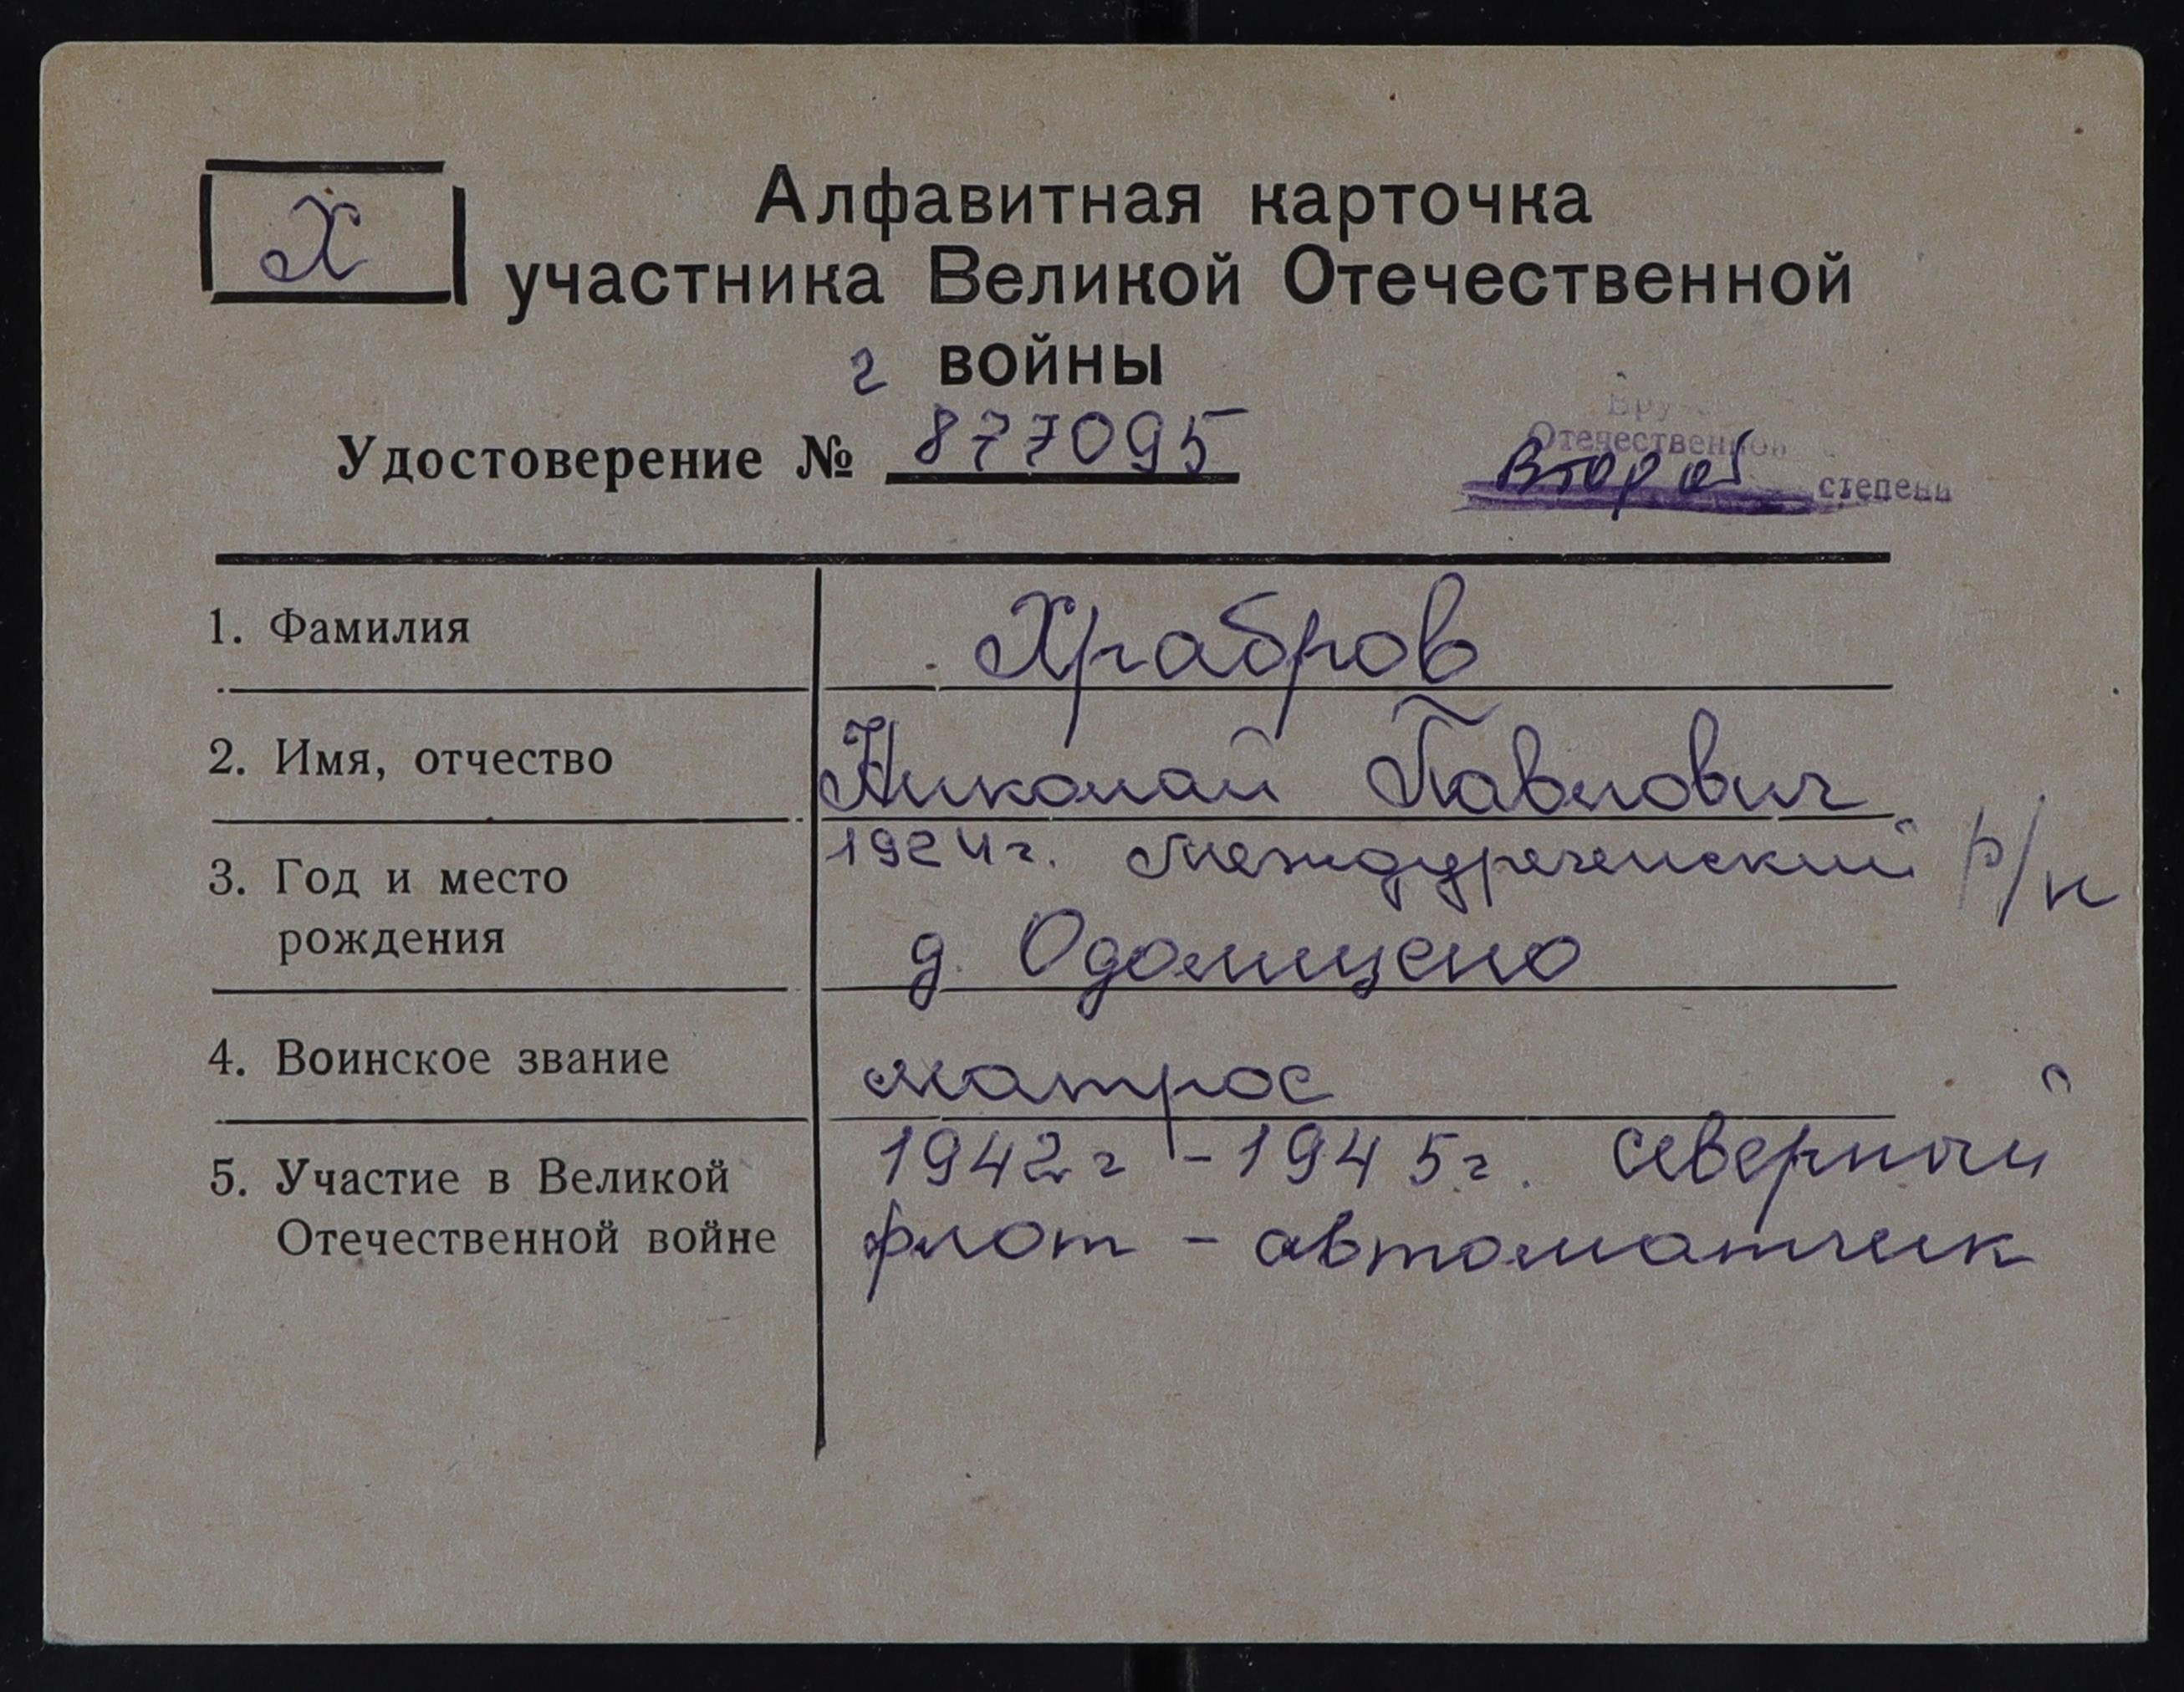 Х
Алфавитная карточка
участника Великой Отечественной
войны
г
Удостоверение № 877095
Отечественной
второй степени
1. Фамилия
Храбров
2. Имя, отчество
Николай Павлович
3. Год и место рождения
1924г. Междуреченский р/н
д. Одомицено
4. Воинское звание
матрос
5. Участие в Великой Отечественной войне
1942г - 1945г. северный
флот - автоматчик